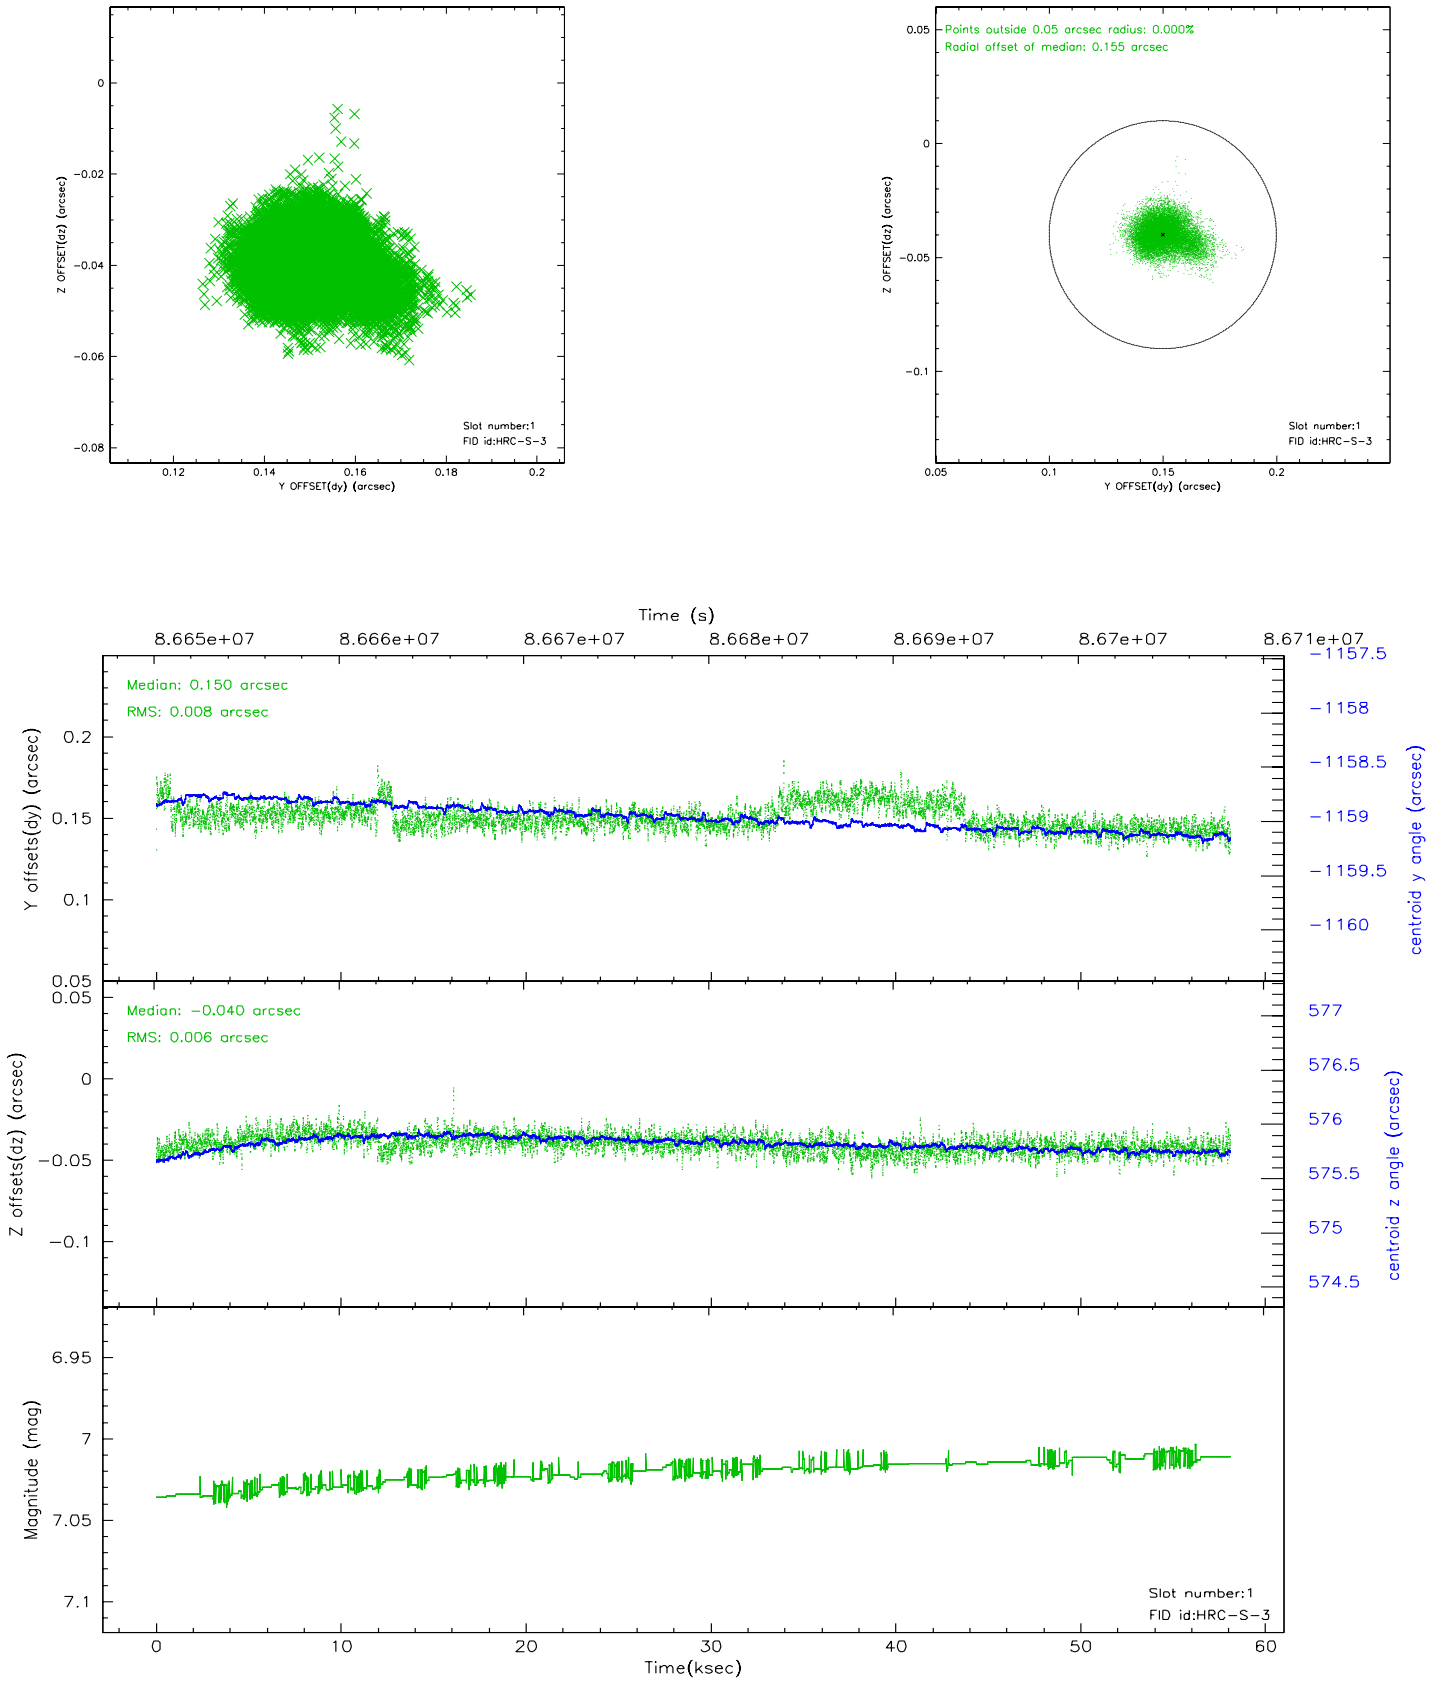 0
−0.02
−0.04
−0.06
−0.08
Z OFFSET(dz) (arcsec)
0.12 0.14 0.16 0.18 0.2
Y OFFSET(dy) (arcsec)
Slot number:1
FID id:HRC−S−3
Points outside 0.05 arcsec radius: 0.000%
Radial offset of median: 0.155 arcsec
0.05
0
−0.05
−0.1
Z OFFSET(dz) (arcsec)
0.05 0.1 0.15 0.2
Y OFFSET(dy) (arcsec)
Slot number:1
FID id:HRC−S−3
Time (s)
8.665e+07 8.666e+07 8.667e+07 8.668e+07 8.669e+07 8.67e+07 8.671e+07
Median: 0.150 arcsec
RMS: 0.008 arcsec
0.2
0.15
0.1
0.05
Y offsets(dy) (arcsec)
−1157.5
−1158
−1158.5
−1159
−1159.5
−1160
centroid y angle (arcsec)
Median: −0.040 arcsec
RMS: 0.006 arcsec
0.05
0
−0.05
−0.1
Z offsets(dz) (arcsec)
577
576.5
576
575.5
575
574.5
centroid z angle (arcsec)
6.95
7
7.05
7.1
Magnitude (mag)
Slot number:1
FID id:HRC−S−3
0 10 20 30 40 50 60
Time(ksec)